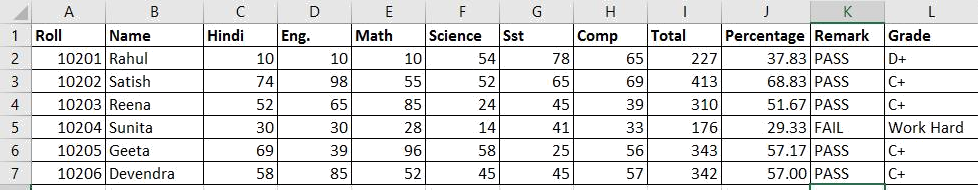 A B C D E F G H I J K L
1 Roll Name Hindi Eng. Math Science Sst Comp Total Percentage Remark Grade
2 10201 Rahul 10 10 10 54 78 65 227 37.83 PASS D+
3 10202 Satish 74 98 55 52 65 69 413 68.83 PASS C+
4 10203 Reena 52 65 85 24 45 39 310 51.67 PASS C+
5 10204 Sunita 30 30 28 14 41 33 176 29.33 FAIL Work Hard
6 10205 Geeta 69 39 96 58 25 56 343 57.17 PASS C+
7 10206 Devendra 58 85 52 45 45 57 342 57.00 PASS C+